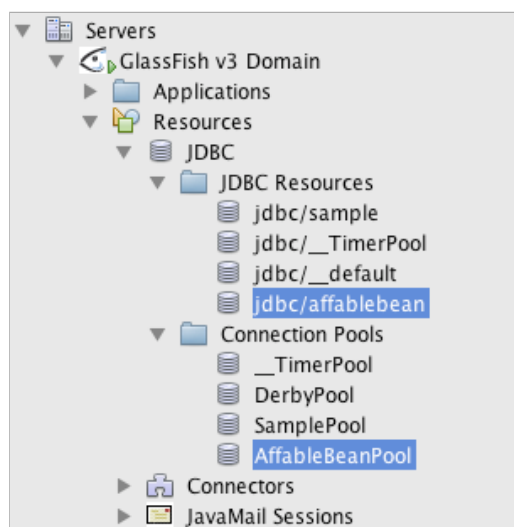 Servers
GlassFish v3 Domain
Applications
Resources
JDBC
JDBC Resources
jdbc/sample
jdbc/__TimerPool
jdbc/__default
jdbc/affablebean
Connection Pools
__TimerPool
DerbyPool
SamplePool
AffableBeanPool
Connectors
JavaMail Sessions